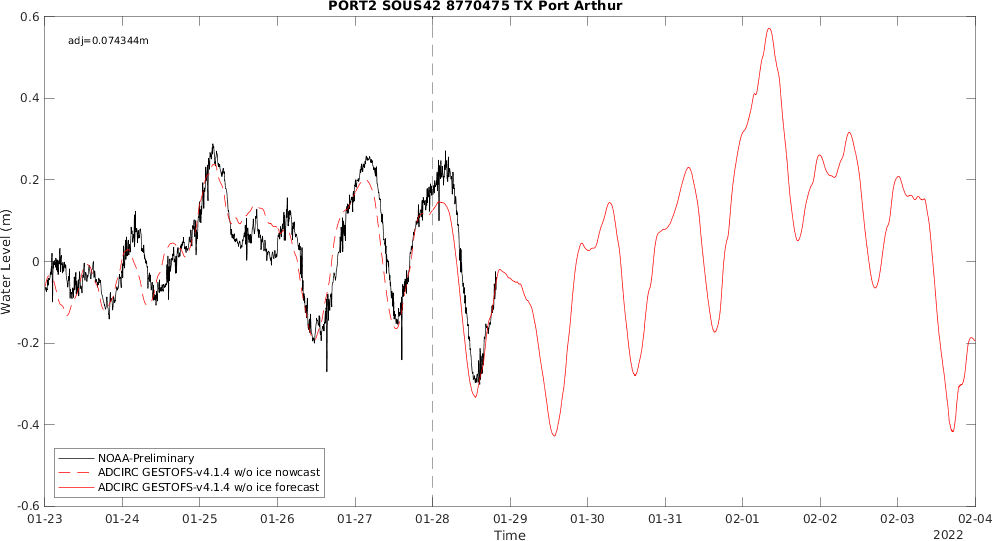 PORT2 SOUS42 8770475 TX Port Arthur
adj=0.074344m
0.6
0.4
0.2
0
-0.2
-0.4
-0.6
Water Level (m)
NOAA-Preliminary
ADCIRC GESTOFS-v4.1.4 w/o ice nowcast
ADCIRC GESTOFS-v4.1.4 w/o ice forecast
01-23 01-24 01-25 01-26 01-27 01-28 01-29 01-30 01-31 02-01 02-02 02-03 02-04
Time
2022